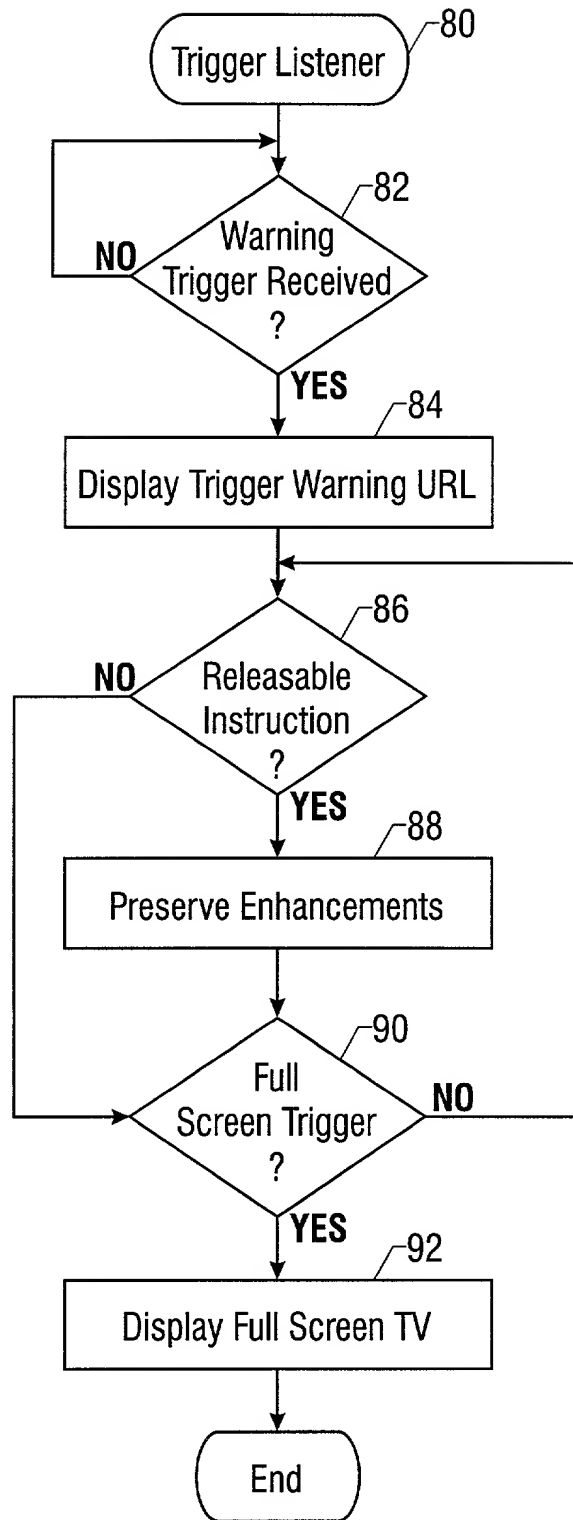 80
Trigger Listener
82
Warning
Trigger Received
?
NO
YES
84
Display Trigger Warning URL
86
NO
Releasable
Instruction
?
YES
88
Preserve Enhancements
90
Full
Screen Trigger
?
NO
YES
92
Display Full Screen TV
End